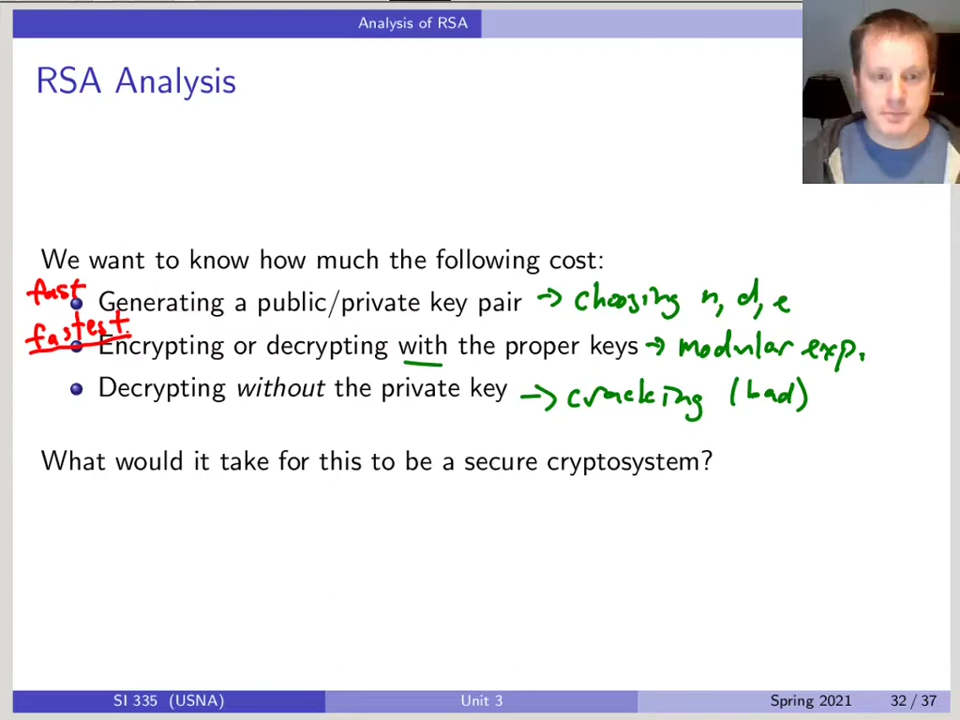 Analysis of RSA
RSA Analysis
We want to know how much the following cost:
fast
Generating a public/private key pair → choosing n, d, e
fastest
Encrypting or decrypting with the proper keys → modular exp.
Decrypting without the private key → cracking (bad)
What would it take for this to be a secure cryptosystem?
SI 335 (USNA) Unit 3 Spring 2021 32 / 37